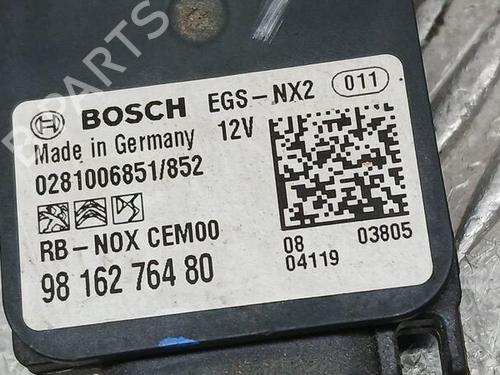 B-PARTS
BOSCH EGS-NX2 011
Made in Germany 12V
0281006851/852
RB-NOX CEM00
98 162 764 80
08 03805
04119